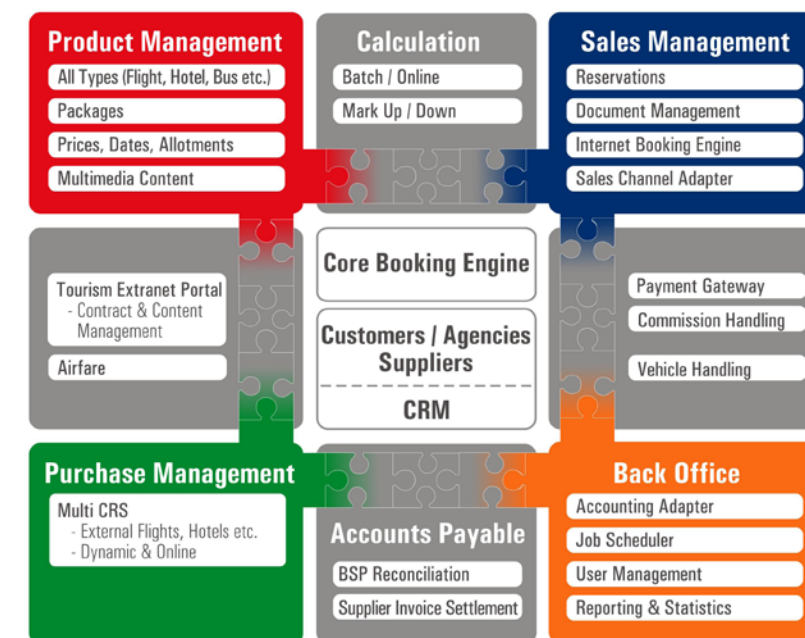 Product Management
All Types (Flight, Hotel, Bus etc.)
Packages
Prices, Dates, Allotments
Multimedia Content
Calculation
Batch / Online
Mark Up / Down
Sales Management
Reservations
Document Management
Internet Booking Engine
Sales Channel Adapter
Tourism Extranet Portal
- Contract & Content
Management
Airfare
Core Booking Engine
Customers / Agencies
Suppliers
CRM
Payment Gateway
Commission Handling
Vehicle Handling
Purchase Management
Multi CRS
- External Flights, Hotels etc.
- Dynamic & Online
Accounts Payable
BSP Reconciliation
Supplier Invoice Settlement
Back Office
Accounting Adapter
Job Scheduler
User Management
Reporting & Statistics